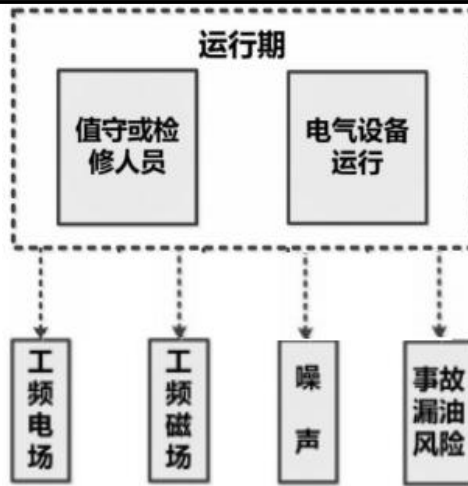 运行期
值守或检
修人员
电气设备
运行
工
频
电
场
工
频
磁
场
噪
声
事故
漏油
风险